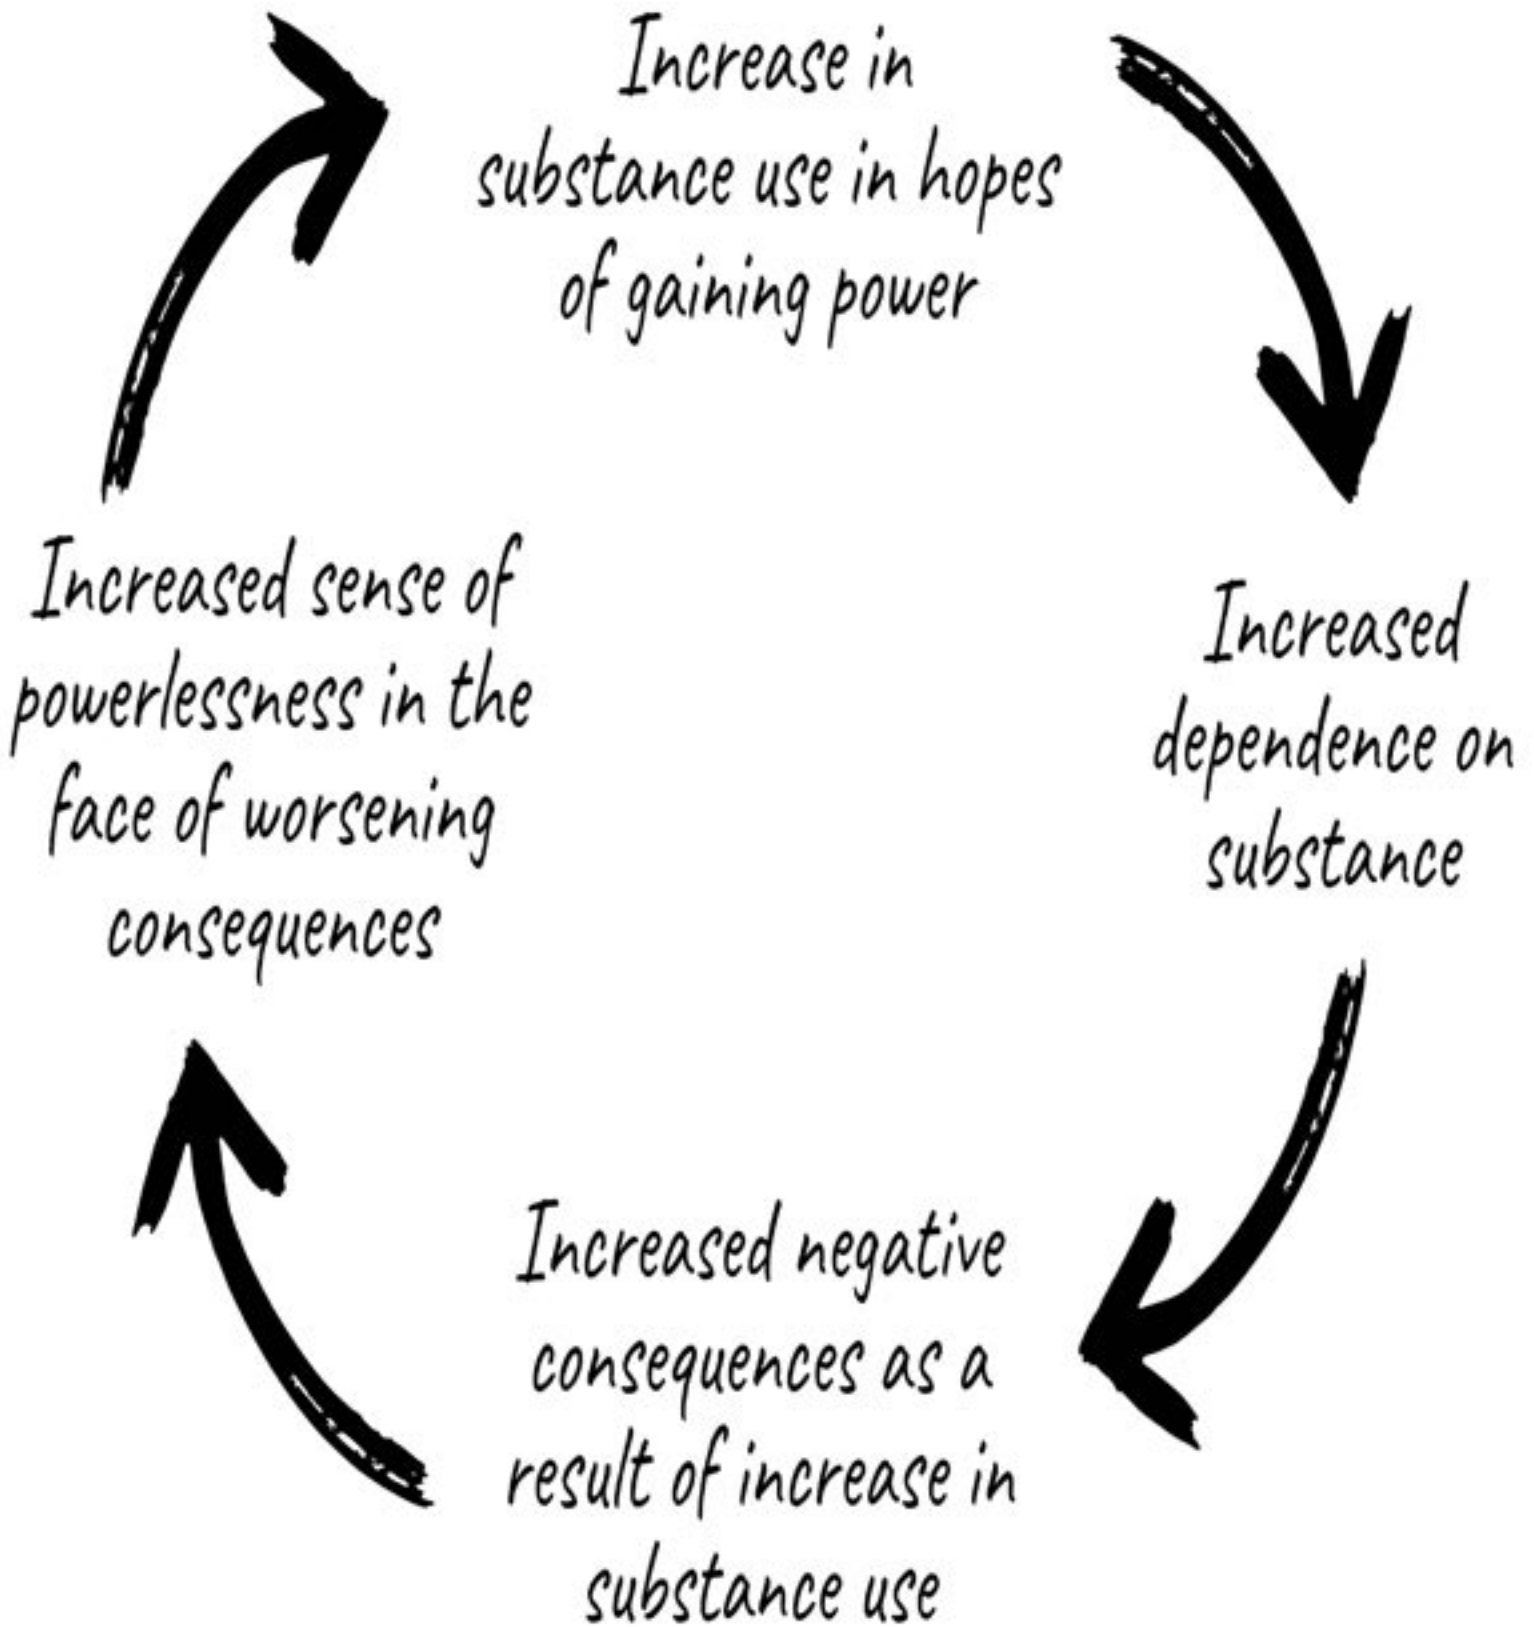 Increase in
substance use in hopes
of gaining power
Increased
dependence on
substance
Increased negative
consequences as a
result of increase in
substance use
Increased sense of
powerlessness in the
face of worsening
consequences